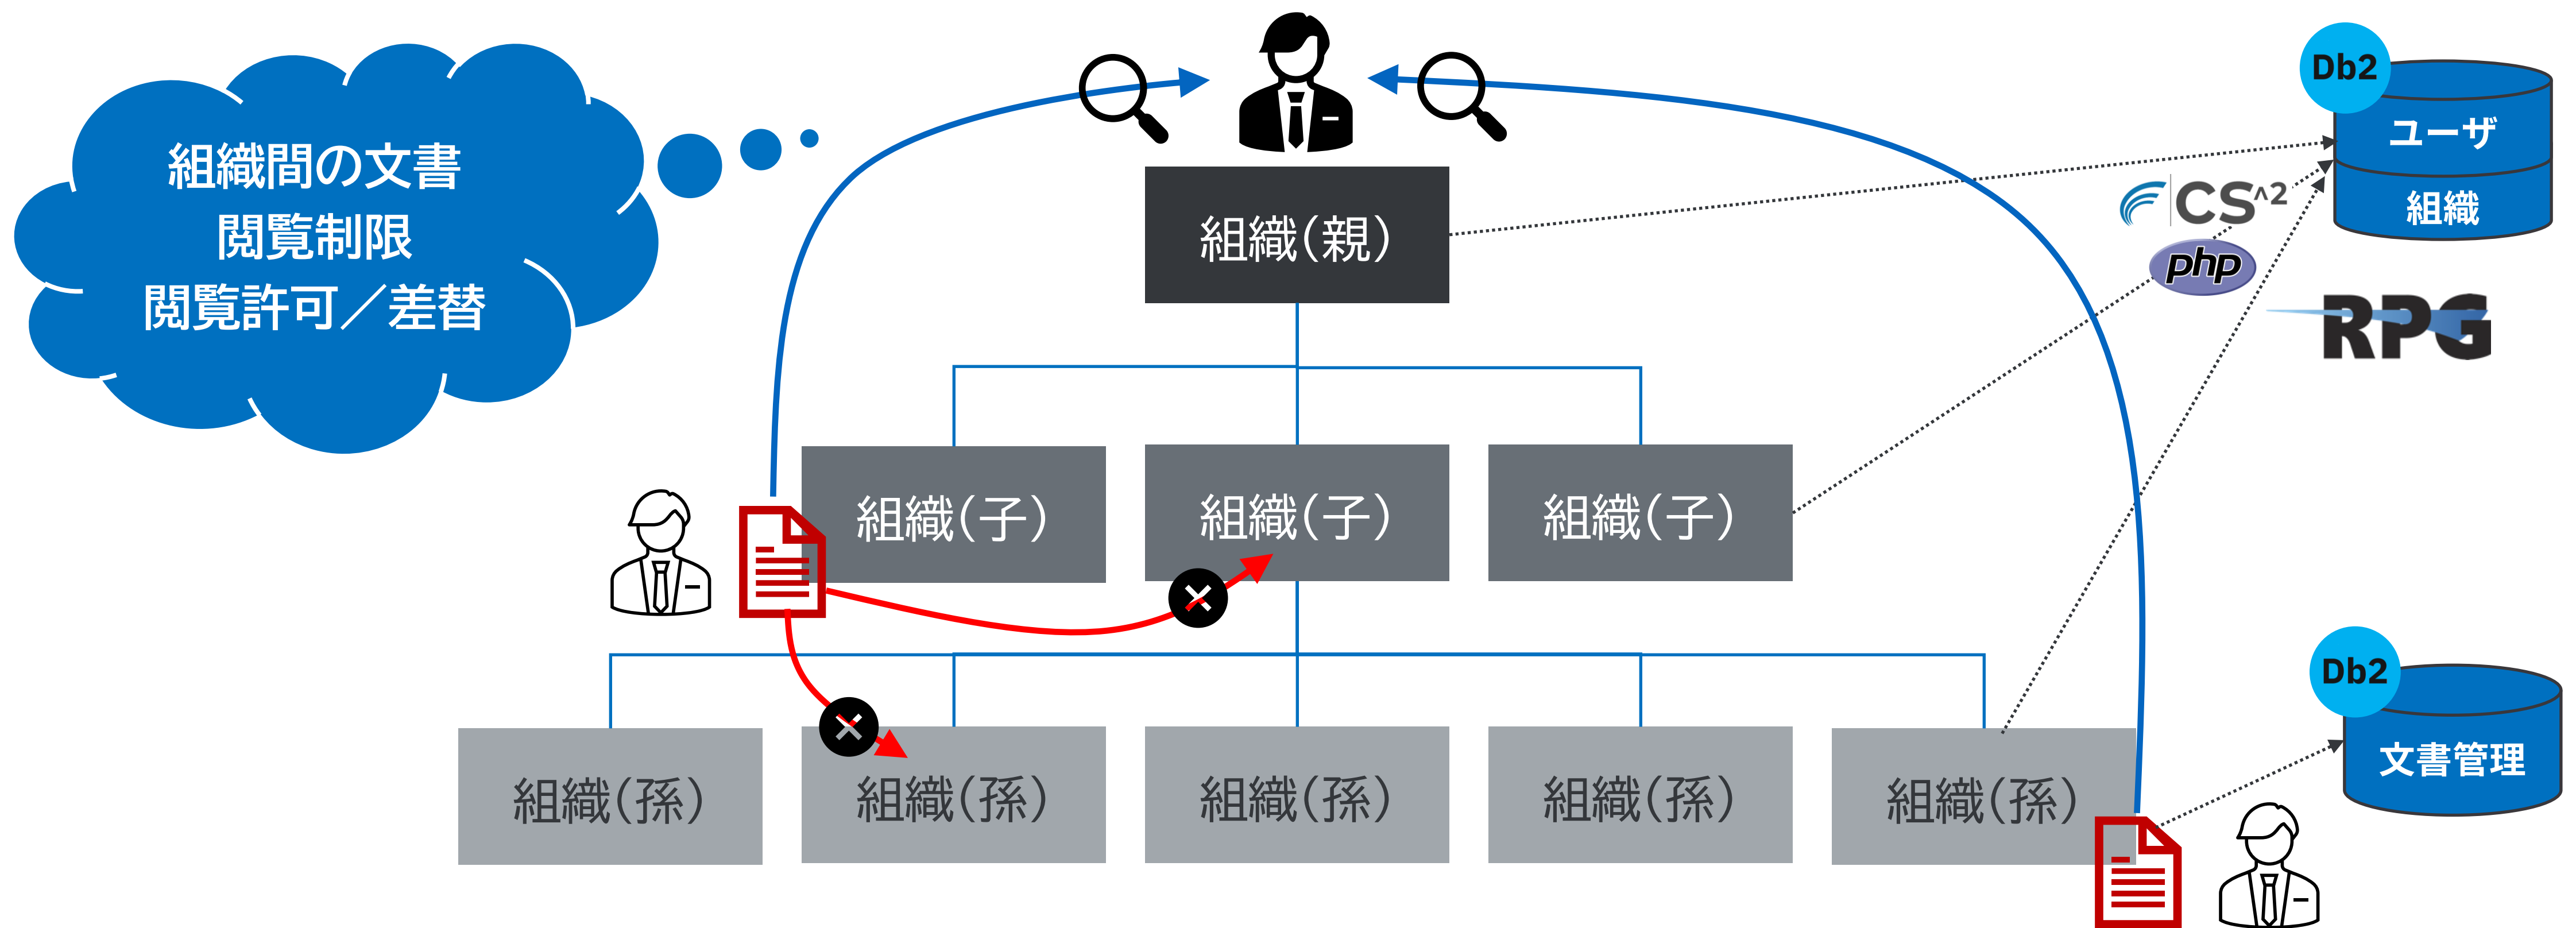 組織間の文書
閲覧制限
閲覧許可／差替
組織（親）
組織（子）
組織（子）
組織（子）
組織（孫）
組織（孫）
組織（孫）
組織（孫）
組織（孫）
Db2
ユーザ
組織
CS^2
php
RPG
Db2
文書管理